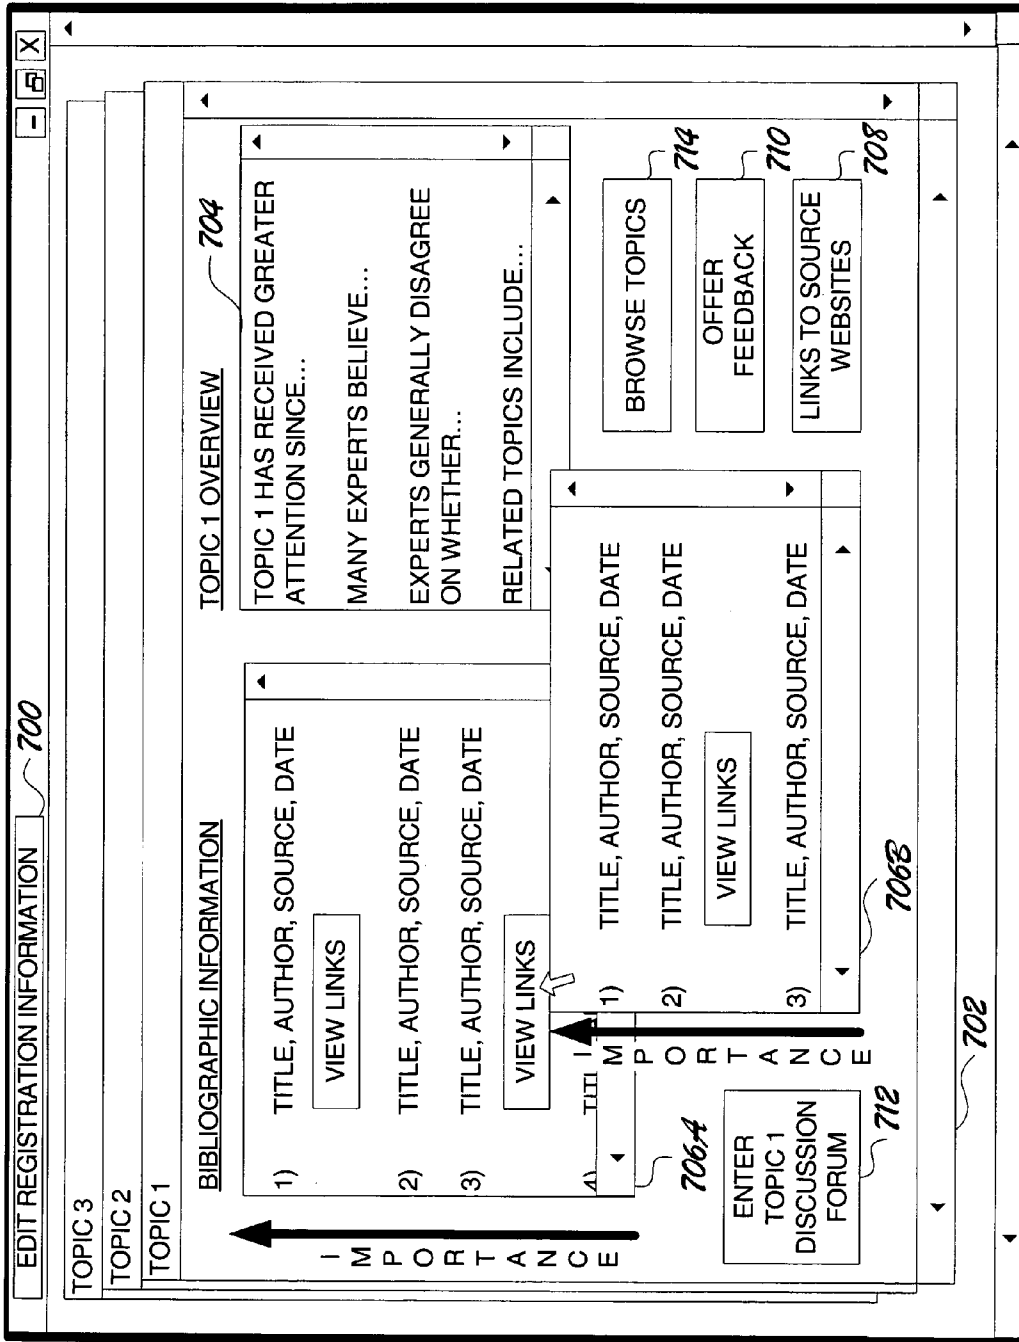 EDIT REGISTRATION INFORMATION
700
TOPIC 3
TOPIC 2
TOPIC 1
BIBLIOGRAPHIC INFORMATION
1) TITLE, AUTHOR, SOURCE, DATE
VIEW LINKS
2) TITLE, AUTHOR, SOURCE, DATE
3) TITLE, AUTHOR, SOURCE, DATE
VIEW LINKS
4) TITL
IMPORTANCE
706A
TOPIC 1 OVERVIEW
704
TOPIC 1 HAS RECEIVED GREATER
ATTENTION SINCE...
MANY EXPERTS BELIEVE...
EXPERTS GENERALLY DISAGREE
ON WHETHER...
RELATED TOPICS INCLUDE...
IMPORTANCE
1) TITLE, AUTHOR, SOURCE, DATE
2) TITLE, AUTHOR, SOURCE, DATE
VIEW LINKS
3) TITLE, AUTHOR, SOURCE, DATE
706B
BROWSE TOPICS
714
OFFER
FEEDBACK
710
LINKS TO SOURCE
WEBSITES
708
ENTER
TOPIC 1
DISCUSSION
FORUM
712
702